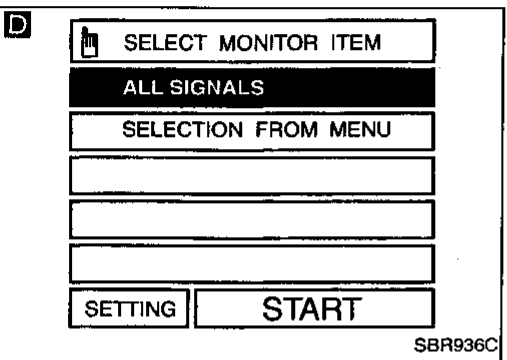 D
SELECT MONITOR ITEM
ALL SIGNALS
SELECTION FROM MENU
SETTING START
SBR936C